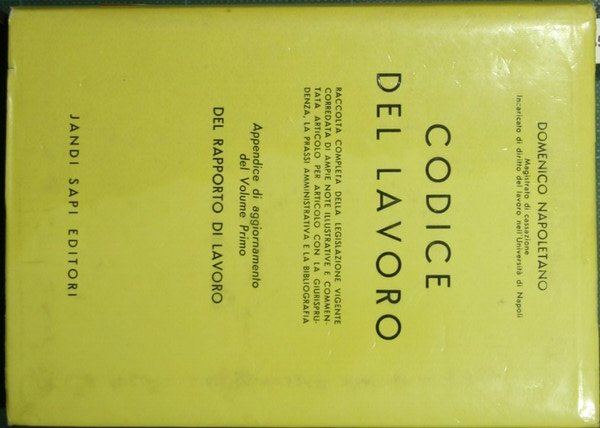 DOMENICO NAPOLETANO
Magistrato di cassazione
Incaricato di diritto del lavoro nell'Università di Napoli
CODICE
DEL LAVORO
RACCOLTA COMPLETA DELLA LEGISLAZIONE VIGENTE
CORREDATA DI AMPIE NOTE ILLUSTRATIVE E COMMEN-
TATA ARTICOLO PER ARTICOLO CON LA GIURISPRU-
DENZA, LA PRASSI AMMINISTRATIVA E LA BIBLIOGRAFIA
Appendice di aggiornamento
del Volume Primo
DEL RAPPORTO DI LAVORO
JANDI SAPI EDITORI